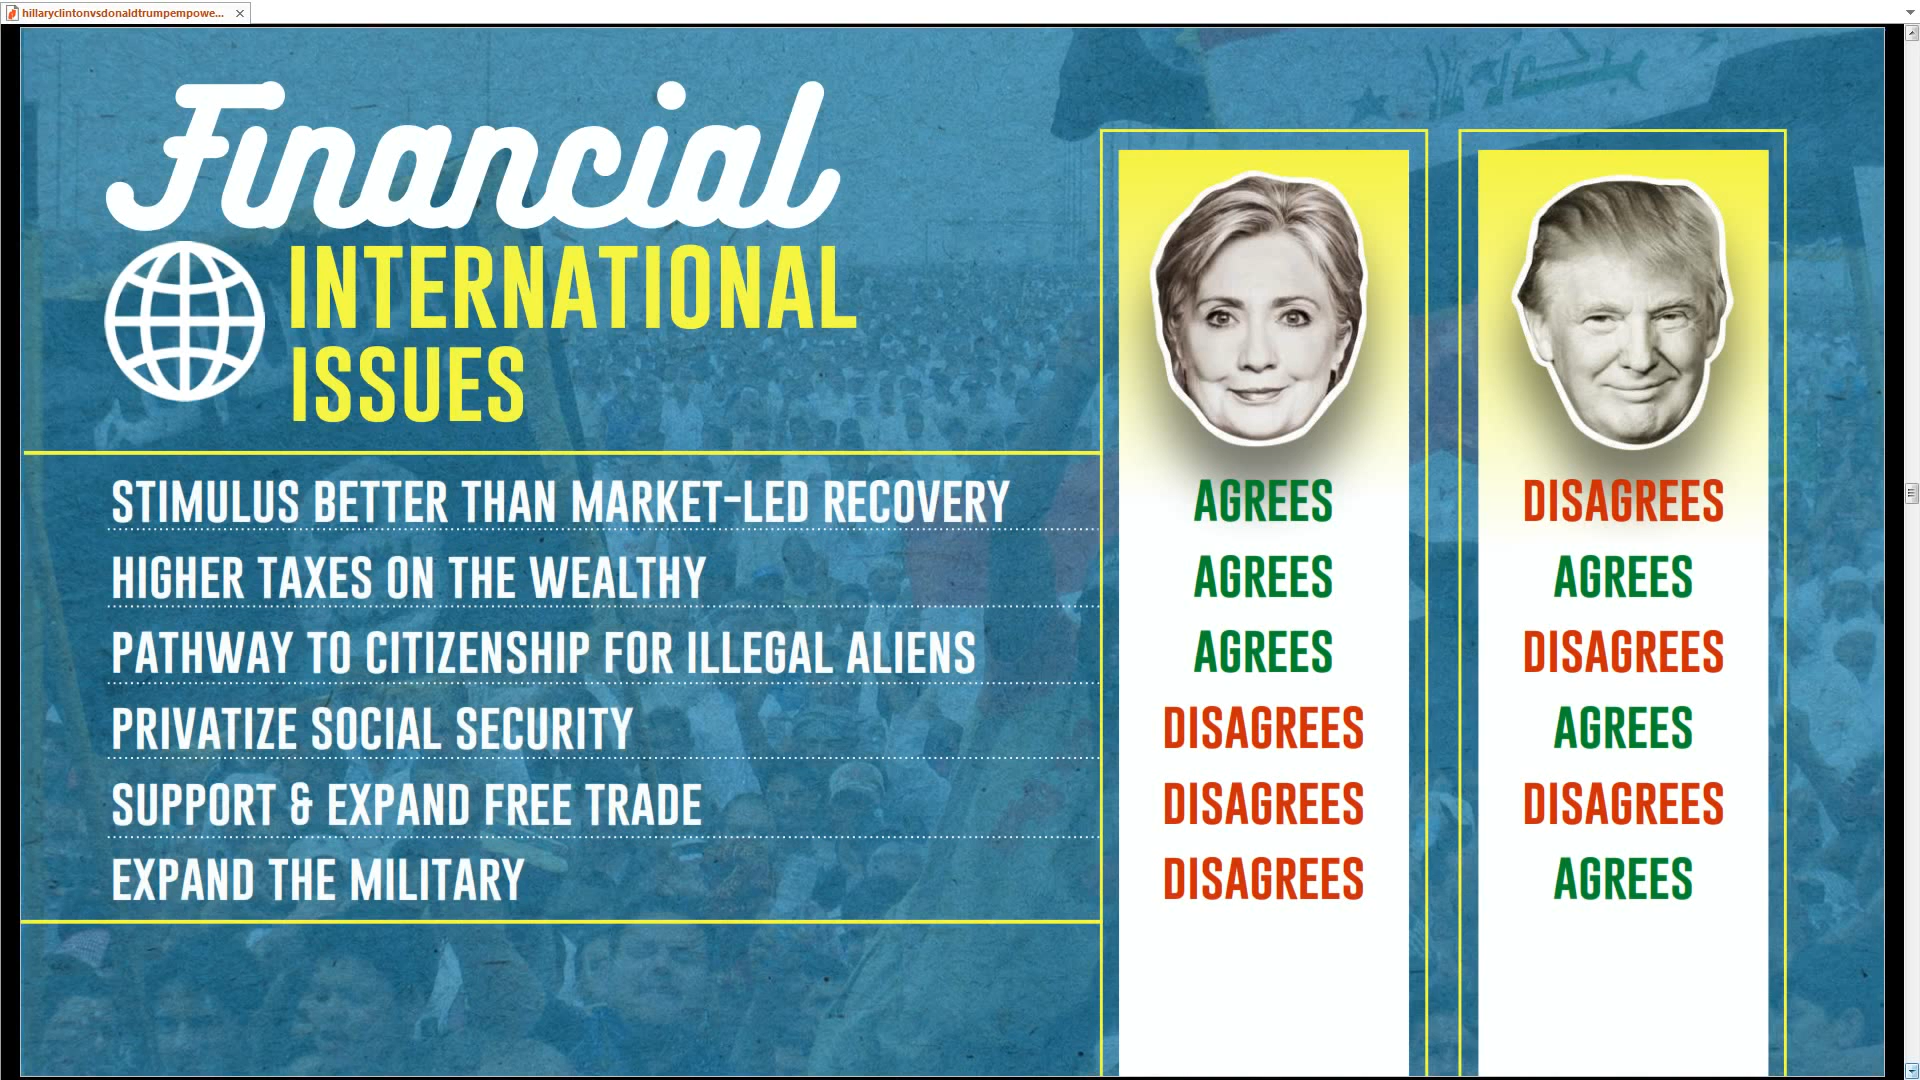 hillaryclintonvsdonaldtrumpempowe...
Financial
INTERNATIONAL
ISSUES
STIMULUS BETTER THAN MARKET-LED RECOVERY AGREES DISAGREES
HIGHER TAXES ON THE WEALTHY AGREES AGREES
PATHWAY TO CITIZENSHIP FOR ILLEGAL ALIENS AGREES DISAGREES
PRIVATIZE SOCIAL SECURITY DISAGREES AGREES
SUPPORT & EXPAND FREE TRADE DISAGREES DISAGREES
EXPAND THE MILITARY DISAGREES AGREES